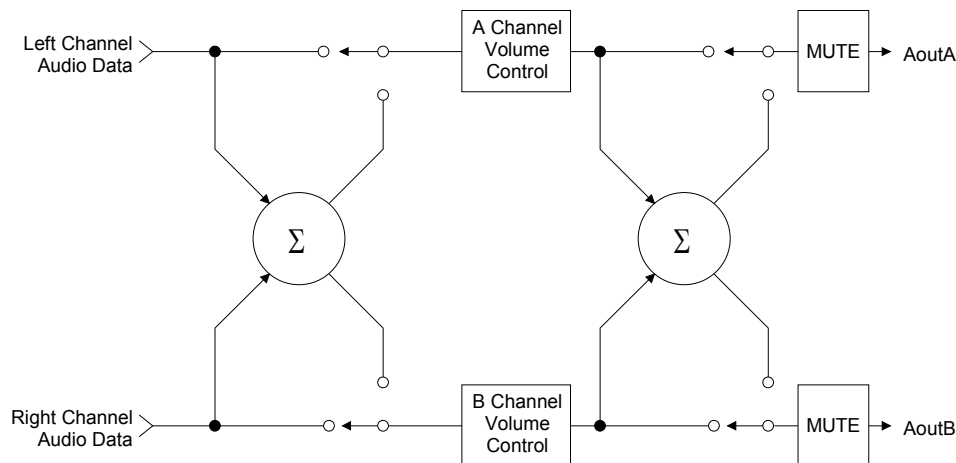 Left Channel
Audio Data
A Channel
Volume
Control
MUTE
AoutA
Σ
Σ
Right Channel
Audio Data
B Channel
Volume
Control
MUTE
AoutB